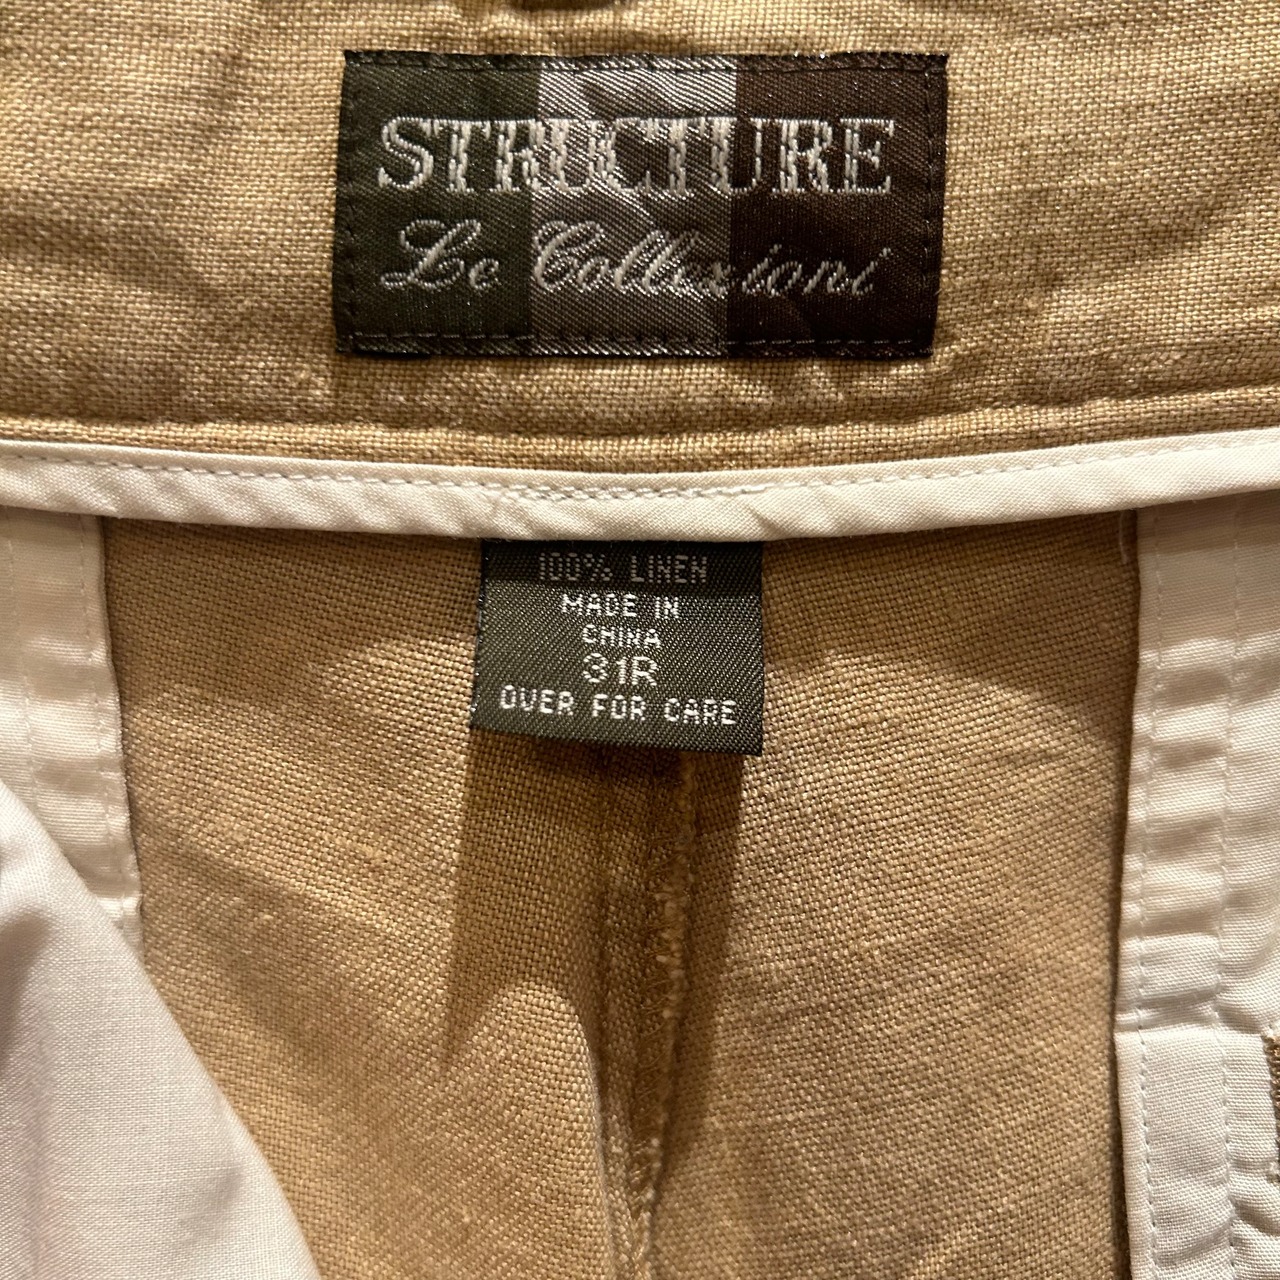 STRUCTURE
Le Collezioni
100% LINEN
MADE IN
CHINA
31R
OVER FOR CARE